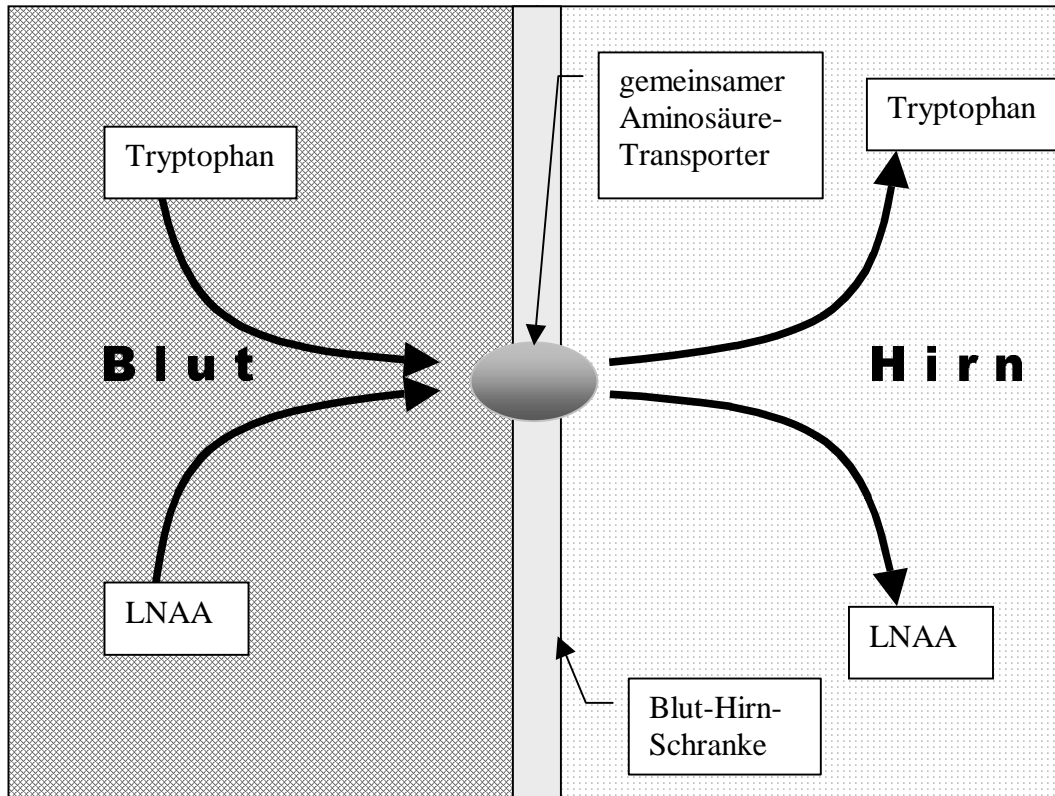 gemeinsamer
Aminosäure-
Transporter
Tryptophan
Tryptophan
Blut
Hirn
LNAA
LNAA
Blut-Hirn-
Schranke